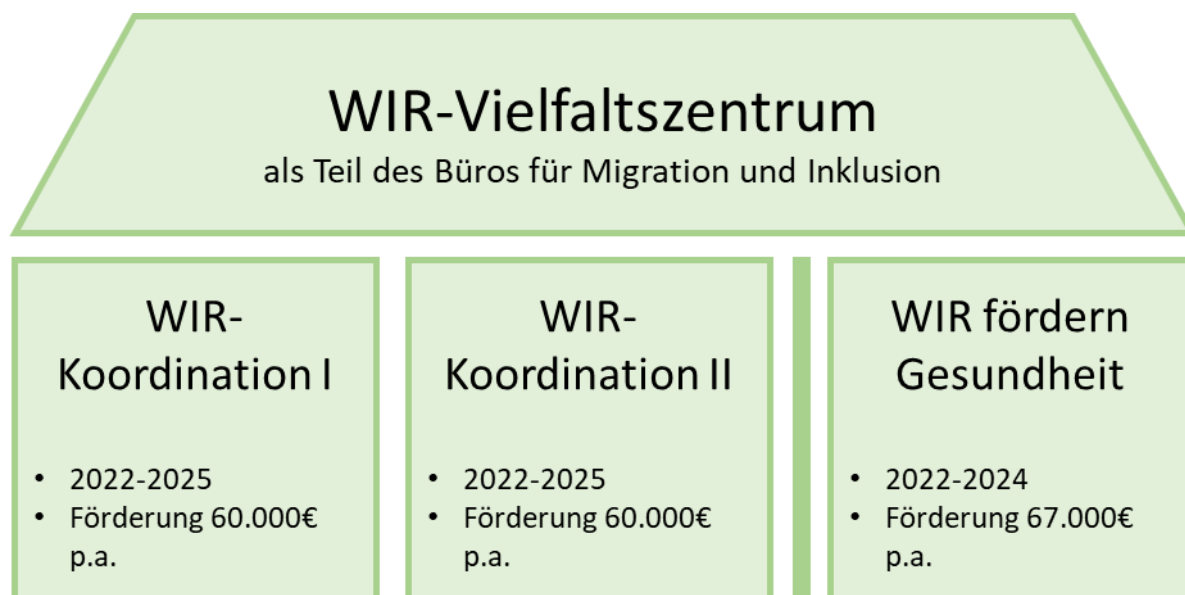 WIR-Vielfaltszentrum
als Teil des Büros für Migration und Inklusion
WIR-
Koordination I
• 2022-2025
• Förderung 60.000€
p.a.
WIR-
Koordination II
• 2022-2025
• Förderung 60.000€
p.a.
WIR fördern
Gesundheit
• 2022-2024
• Förderung 67.000€
p.a.